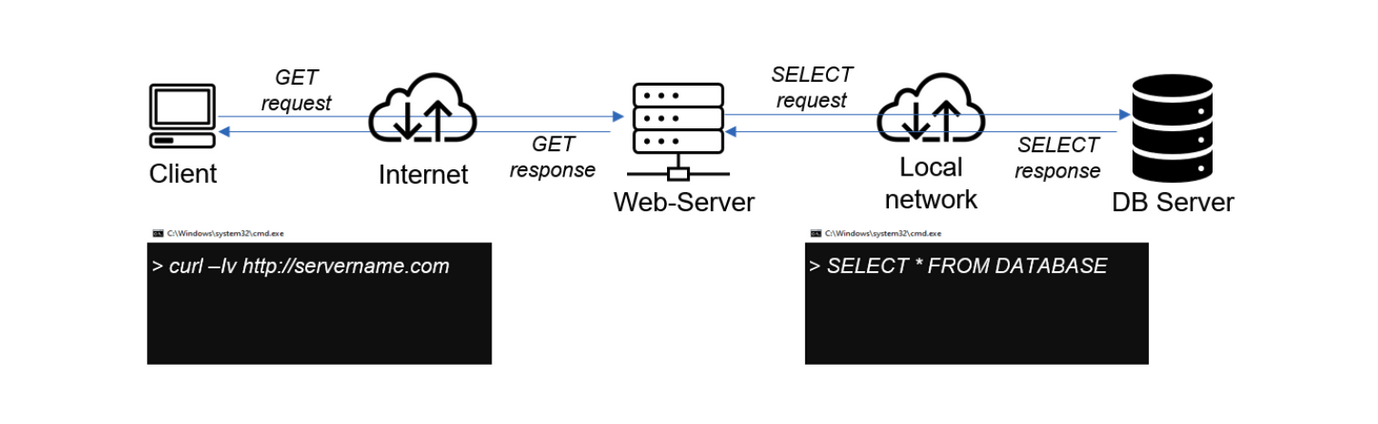 GET
request
SELECT
request
GET
response
SELECT
response
Client
Internet
Web-Server
Local
network
DB Server
C:\Windows\system32\cmd.exe
> curl –Iv http://servername.com
C:\Windows\system32\cmd.exe
> SELECT * FROM DATABASE